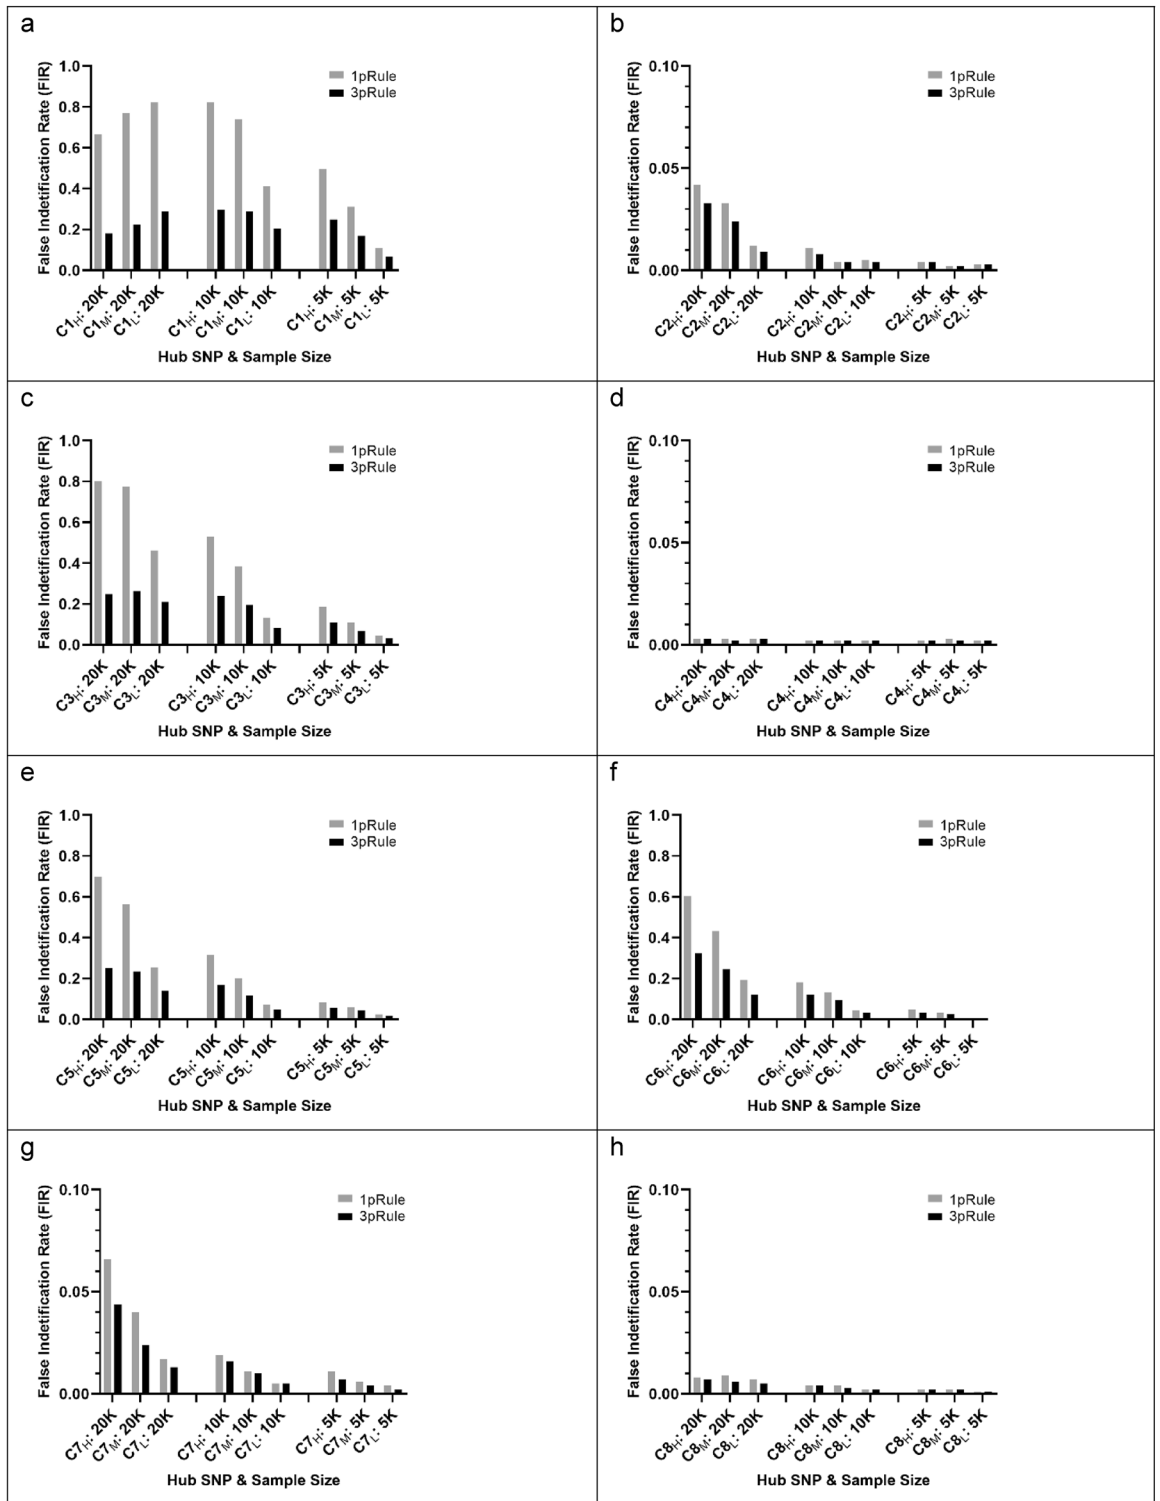 a
False Indetification Rate (FIR)
1.0
0.8
0.6
0.4
0.2
0.0
1pRule
3pRule
C1H: 20K
C1M: 20K
C1L: 20K
C1H: 10K
C1M: 10K
C1L: 10K
C1H: 5K
C1M: 5K
C1L: 5K
Hub SNP & Sample Size
b
False Indetification Rate (FIR)
0.10
0.05
0.00
1pRule
3pRule
C2H: 20K
C2M: 20K
C2L: 20K
C2H: 10K
C2M: 10K
C2L: 10K
C2H: 5K
C2M: 5K
C2L: 5K
Hub SNP & Sample Size
c
False Indetification Rate (FIR)
1.0
0.8
0.6
0.4
0.2
0.0
1pRule
3pRule
C3H: 20K
C3M: 20K
C3L: 20K
C3H: 10K
C3M: 10K
C3L: 10K
C3H: 5K
C3M: 5K
C3L: 5K
Hub SNP & Sample Size
d
False Indetification Rate (FIR)
0.10
0.05
0.00
1pRule
3pRule
C4H: 20K
C4M: 20K
C4L: 20K
C4H: 10K
C4M: 10K
C4L: 10K
C4H: 5K
C4M: 5K
C4L: 5K
Hub SNP & Sample Size
e
False Indetification Rate (FIR)
1.0
0.8
0.6
0.4
0.2
0.0
1pRule
3pRule
C5H: 20K
C5M: 20K
C5L: 20K
C5H: 10K
C5M: 10K
C5L: 10K
C5H: 5K
C5M: 5K
C5L: 5K
Hub SNP & Sample Size
f
False Indetification Rate (FIR)
1.0
0.8
0.6
0.4
0.2
0.0
1pRule
3pRule
C6H: 20K
C6M: 20K
C6L: 20K
C6H: 10K
C6M: 10K
C6L: 10K
C6H: 5K
C6M: 5K
C6L: 5K
Hub SNP & Sample Size
g
False Indetification Rate (FIR)
0.10
0.05
0.00
1pRule
3pRule
C7H: 20K
C7M: 20K
C7L: 20K
C7H: 10K
C7M: 10K
C7L: 10K
C7H: 5K
C7M: 5K
C7L: 5K
Hub SNP & Sample Size
h
False Indetification Rate (FIR)
0.10
0.05
0.00
1pRule
3pRule
C8H: 20K
C8M: 20K
C8L: 20K
C8H: 10K
C8M: 10K
C8L: 10K
C8H: 5K
C8M: 5K
C8L: 5K
Hub SNP & Sample Size